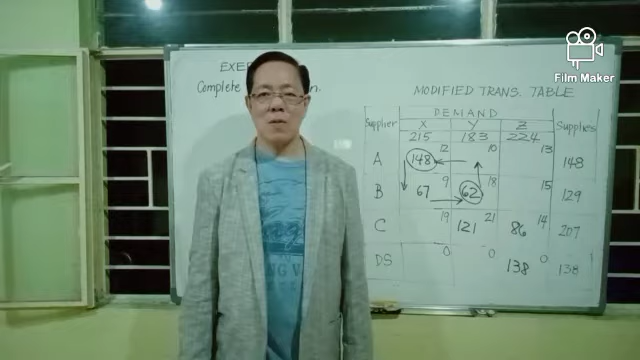 Film Maker
EXER
Complete
MODIFIED TRANS. TABLE
DEMAND
Supplier X Y Z Supplies
215 183 224
12 10 13
A 148 148
9 18 15
B 67 62 129
19 21 14
C 121 86 207
0 0 0
DS 138 138